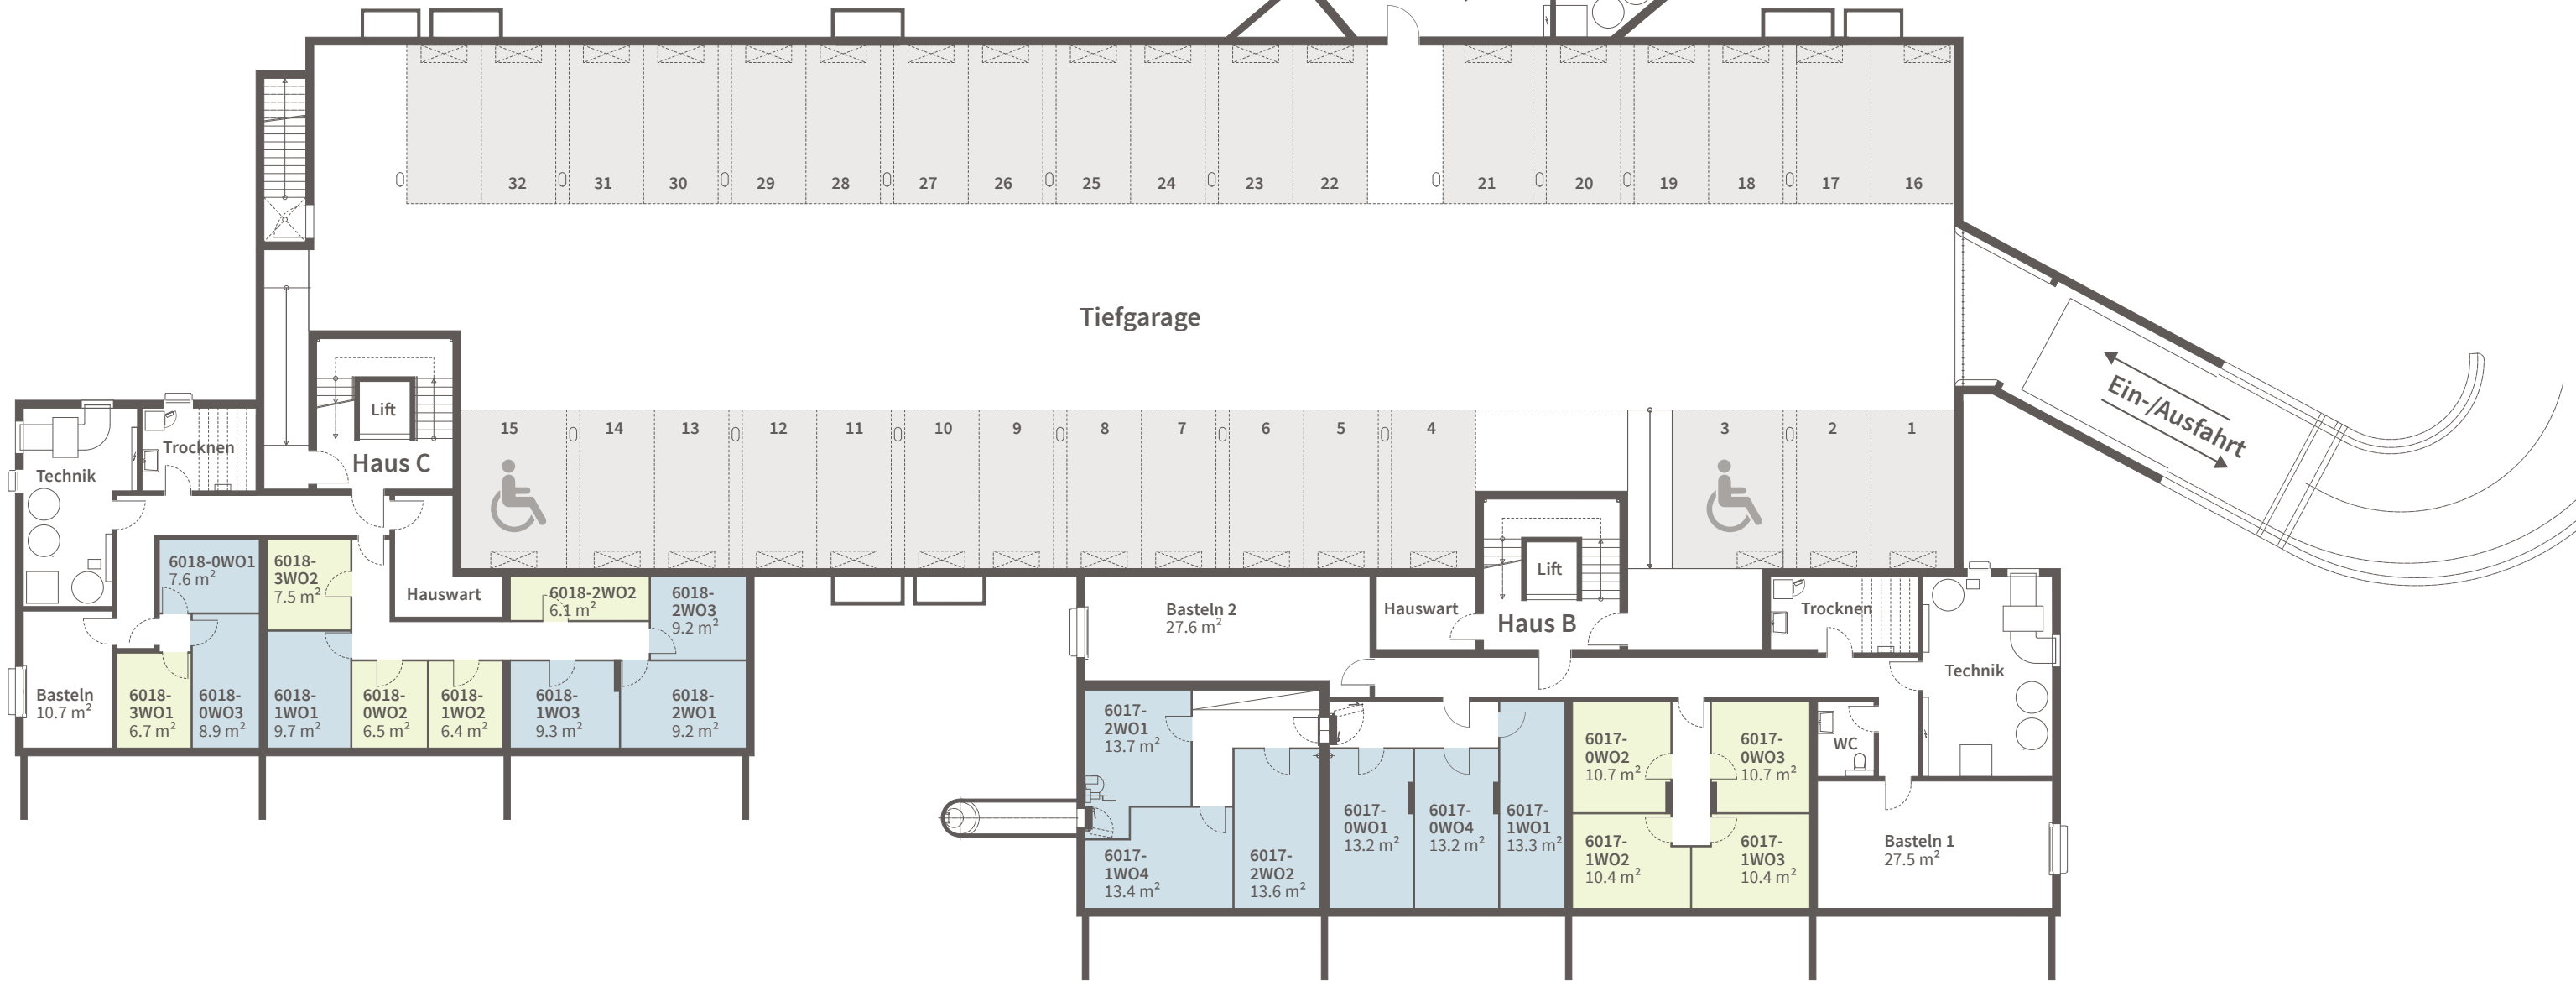 32 31 30 29 28 27 26 25 24 23 22 21 20 19 18 17 16
Tiefgarage
Ein-/Ausfahrt
15 14 13 12 11 10 9 8 7 6 5 4 3 2 1
Lift
Haus C
Trocknen
Technik
Hauswart
Basteln
10.7 m²
6018-0WO1
7.6 m²
6018-
3WO2
7.5 m²
6018-2WO2
6.1 m²
6018-
2WO3
9.2 m²
6018-
3WO1
6.7 m²
6018-
0WO3
8.9 m²
6018-
1WO1
9.7 m²
6018-
0WO2
6.5 m²
6018-
1WO2
6.4 m²
6018-
1WO3
9.3 m²
6018-
2WO1
9.2 m²
Basteln 2
27.6 m²
Hauswart
Lift
Haus B
Trocknen
Technik
6017-
2WO1
13.7 m²
6017-
1WO4
13.4 m²
6017-
2WO2
13.6 m²
6017-
0WO1
13.2 m²
6017-
0WO4
13.2 m²
6017-
1WO1
13.3 m²
6017-
0WO2
10.7 m²
6017-
0WO3
10.7 m²
6017-
1WO2
10.4 m²
6017-
1WO3
10.4 m²
WC
Basteln 1
27.5 m²